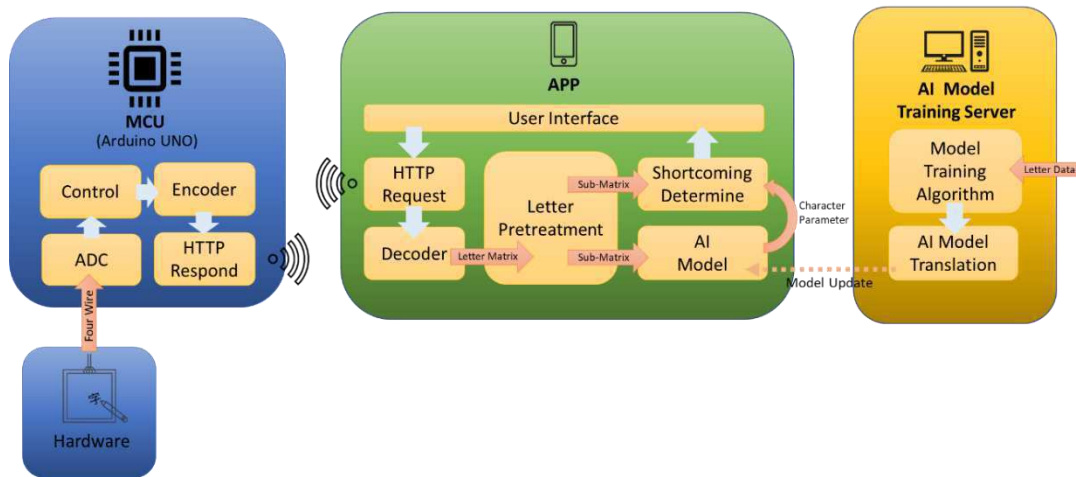 MCU
(Arduino UNO)
Control
Encoder
ADC
HTTP
Respond
Four Wire
字
Hardware
APP
User Interface
HTTP
Request
Decoder
Letter Matrix
Letter
Pretreatment
Sub-Matrix
Sub-Matrix
Shortcoming
Determine
AI
Model
Character
Parameter
Model Update
AI Model
Training Server
Model
Training
Algorithm
Letter Data
AI Model
Translation